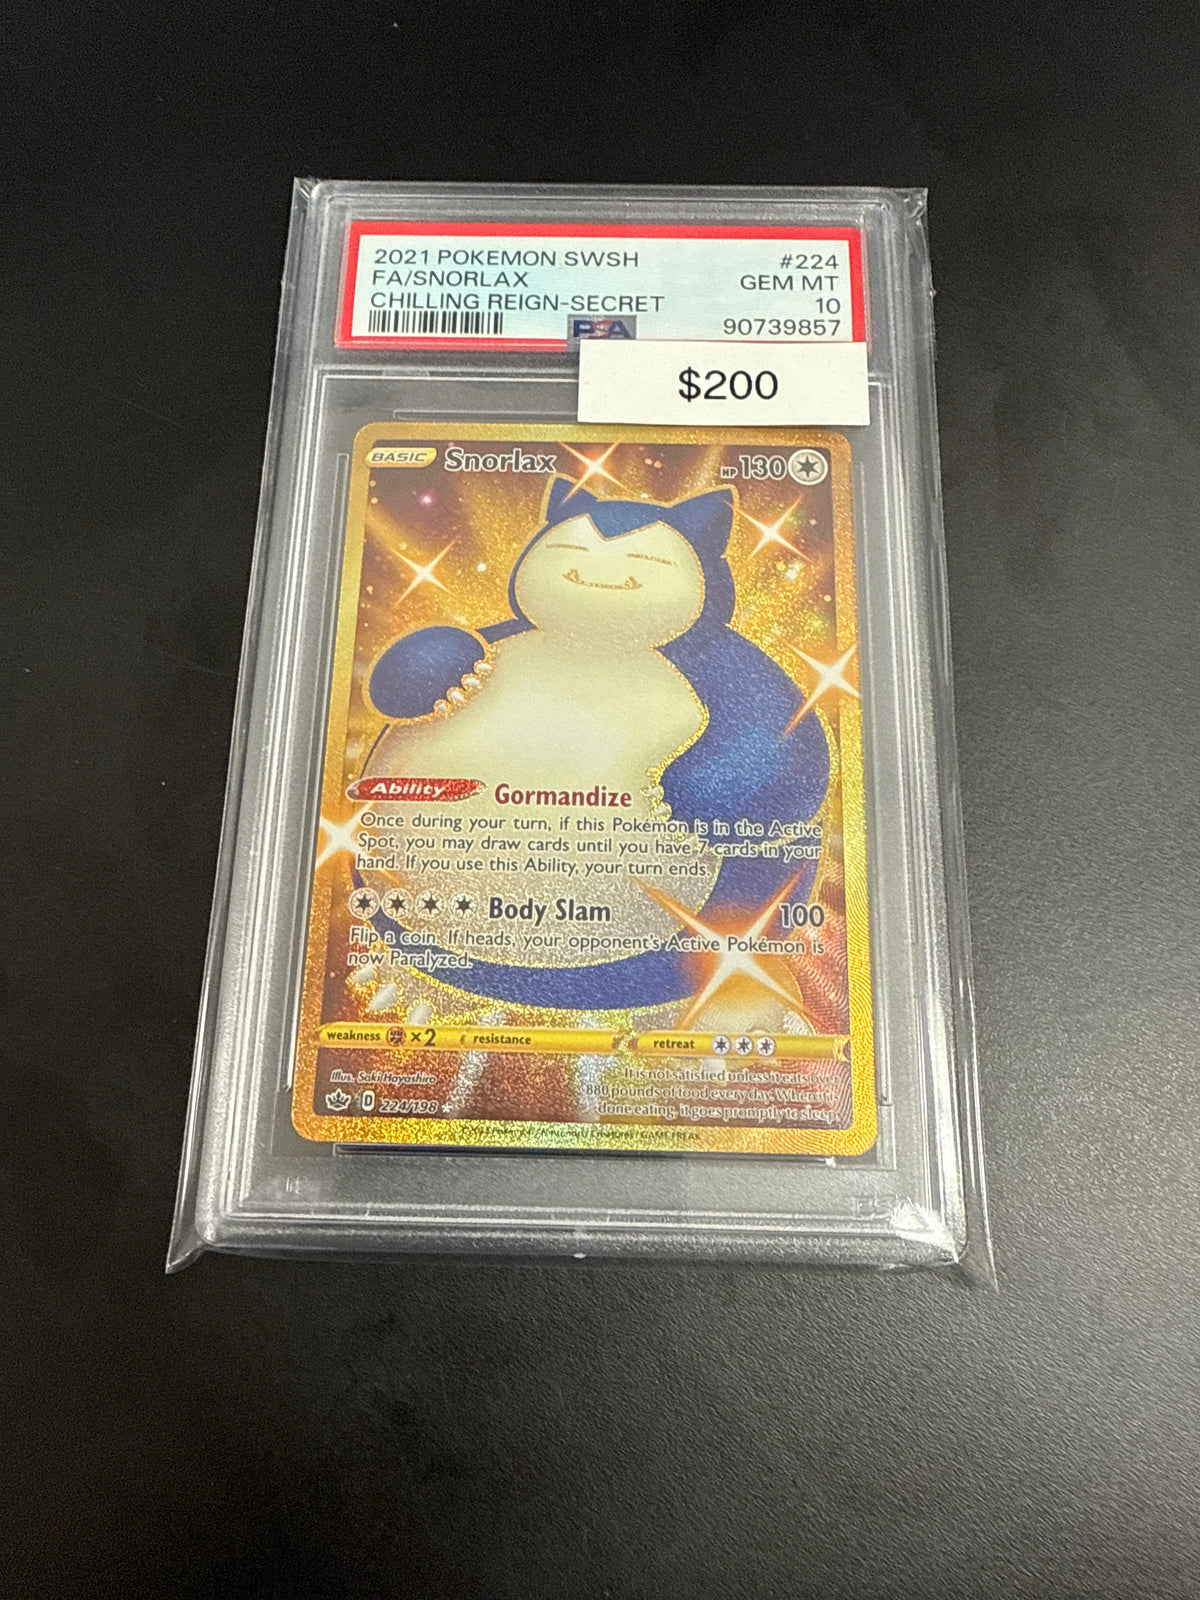 2021 POKEMON SWSH #224
FA/SNORLAX GEM MT
CHILLING REIGN-SECRET 10
PSA 90739857
$200
BASIC Snorlax HP 130
Ability Gormandize
Once during your turn, if this Pokémon is in the Active
Spot, you may draw cards until you have 7 cards in your
hand. If you use this Ability, your turn ends.
Body Slam 100
Flip a coin. If heads, your opponent's Active Pokémon is
now Paralyzed.
weakness ×2 resistance retreat
Illus. Saki Hayashiro
D 224/198
It is not satisfied unless it eats over
880 pounds of food every day. When it is
done eating, it goes promptly to sleep.
GAME FREAK